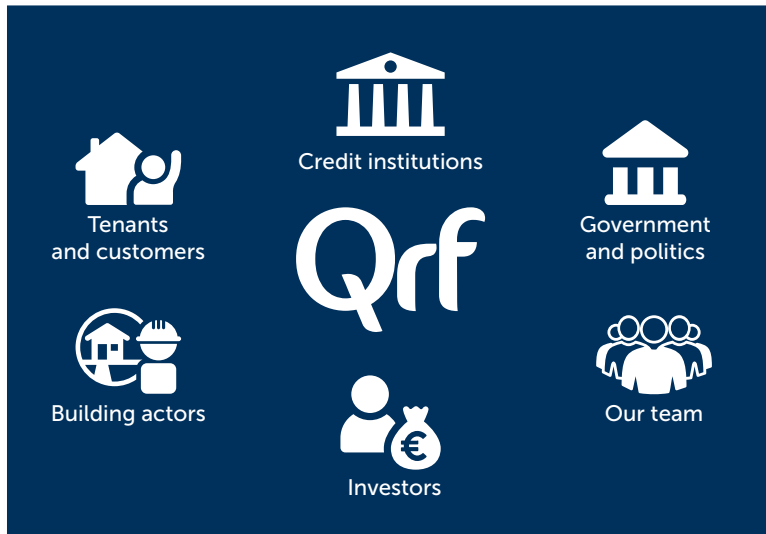 Credit institutions
Tenants
and customers
Government
and politics
Qrf
Building actors
Our team
€
Investors